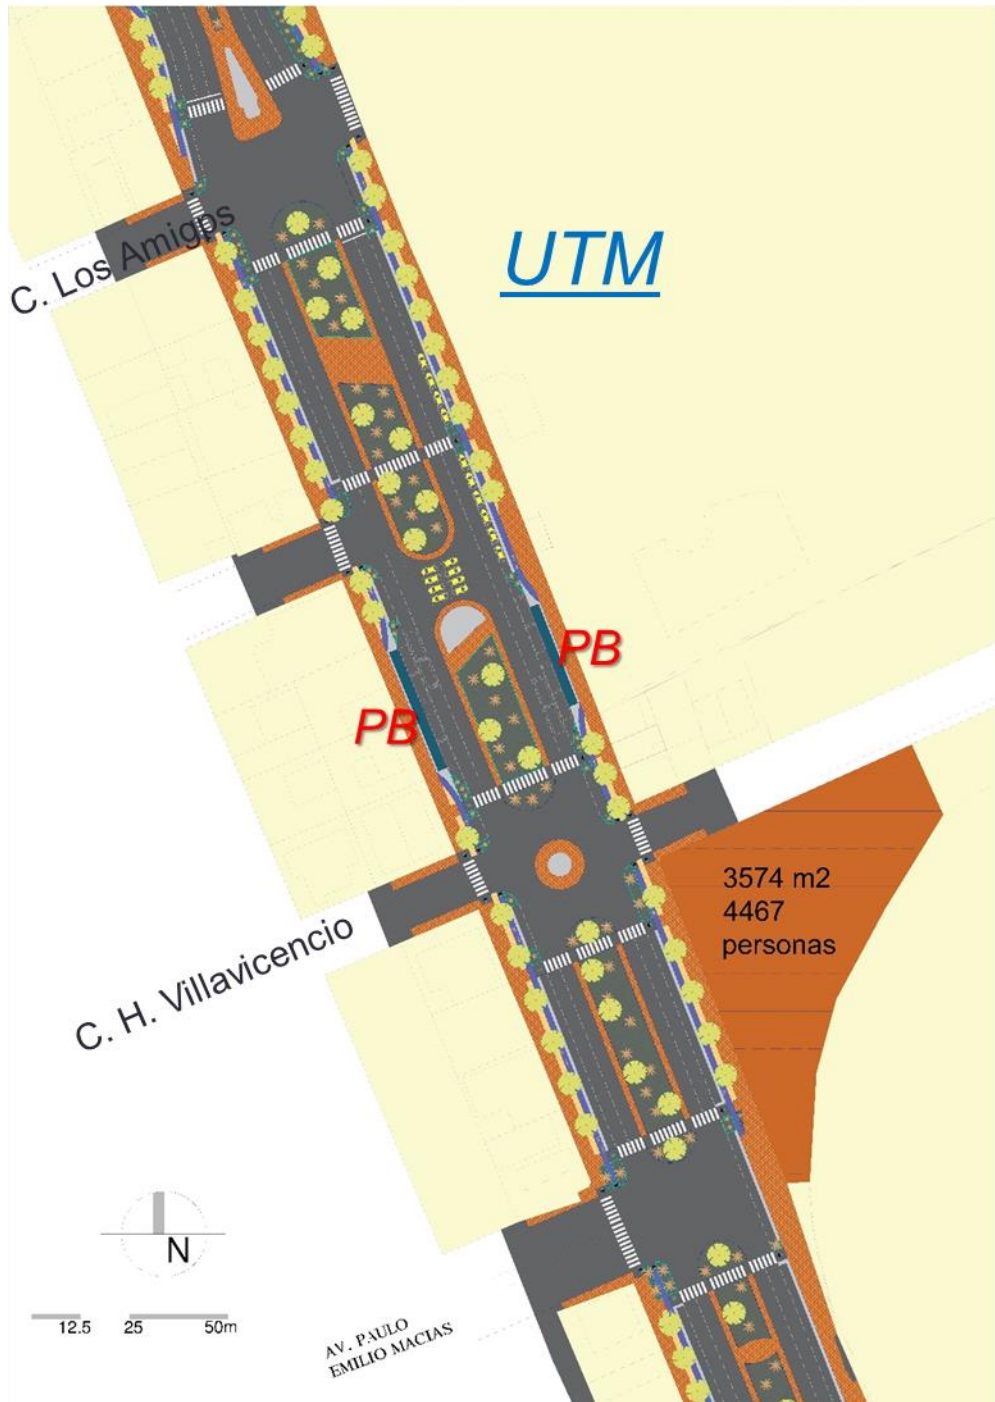 UTM
C. Los Amigos
PB
PB
3574 m2
4467
personas
C. H. Villavicencio
N
12.5 25 50m
AV. PAULO
EMILIO MACIAS